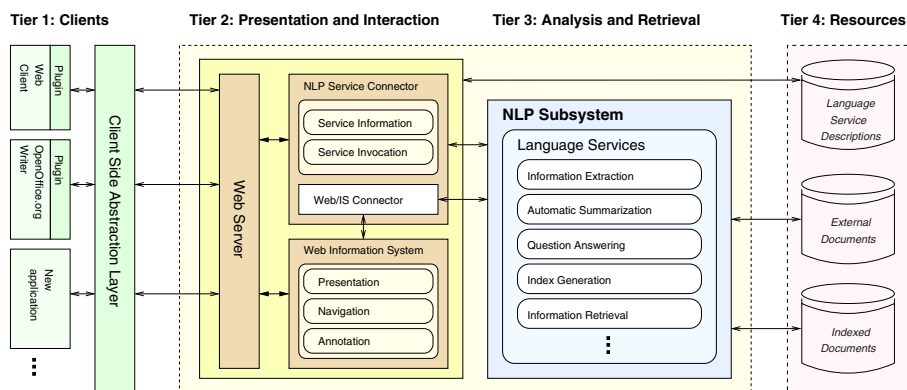 Tier 1: Clients
Tier 2: Presentation and Interaction
Tier 3: Analysis and Retrieval
Tier 4: Resources
Web
Client
Plugin
OpenOffice.org
Writer
Plugin
New
application
...
Client Side Abstraction Layer
Web Server
NLP Service Connector
Service Information
Service Invocation
Web/IS Connector
Web Information System
Presentation
Navigation
Annotation
NLP Subsystem
Language Services
Information Extraction
Automatic Summarization
Question Answering
Index Generation
Information Retrieval
...
Language
Service
Descriptions
External
Documents
Indexed
Documents